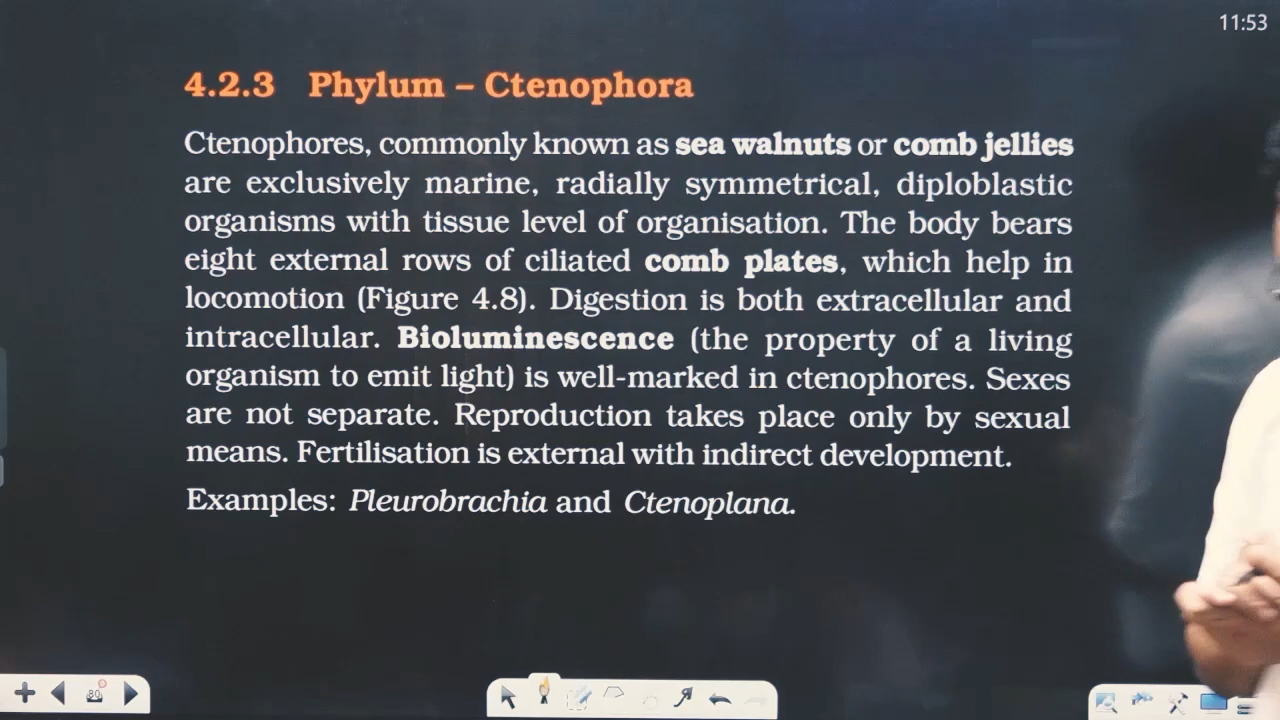 11:53
4.2.3 Phylum – Ctenophora
Ctenophores, commonly known as sea walnuts or comb jellies
are exclusively marine, radially symmetrical, diploblastic
organisms with tissue level of organisation. The body bears
eight external rows of ciliated comb plates, which help in
locomotion (Figure 4.8). Digestion is both extracellular and
intracellular. Bioluminescence (the property of a living
organism to emit light) is well-marked in ctenophores. Sexes
are not separate. Reproduction takes place only by sexual
means. Fertilisation is external with indirect development.
Examples: Pleurobrachia and Ctenoplana.
80